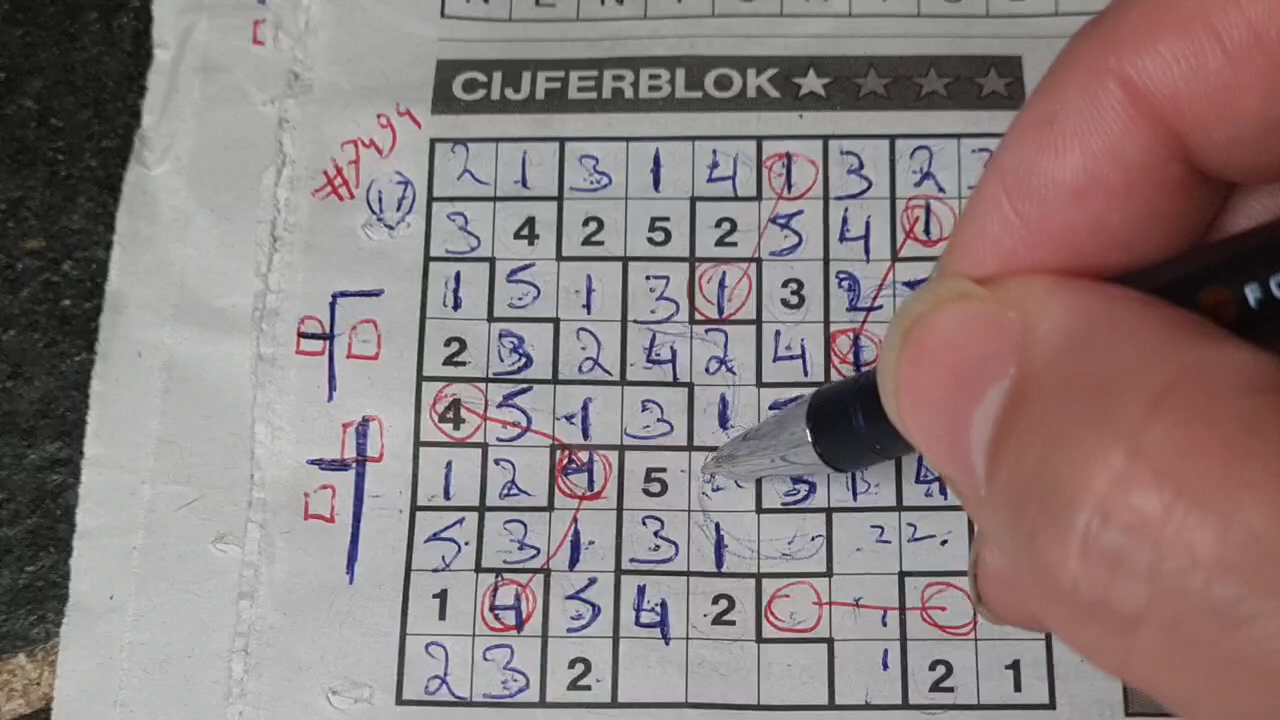 CIJFERBLOK
#7494
17
2 1 3 1 4 1 3 2
3 4 2 5 2 5 4 1
1 5 1 3 1 3 2
2 3 2 4 2 4 1
4 5 1 3 1
1 2 4 5 5 1 4
5 3 1 3 1 2 2
1 4 5 4 2
2 3 2 1 2 1